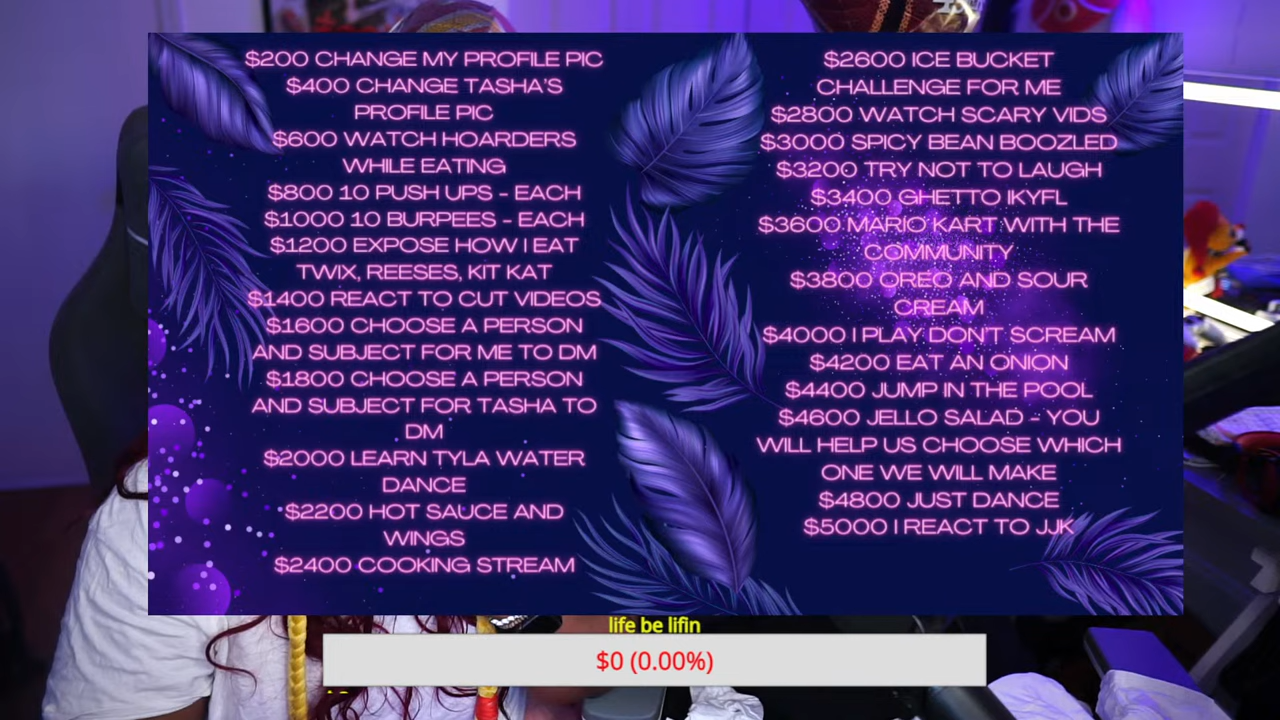 $200 CHANGE MY PROFILE PIC
$400 CHANGE TASHA'S
PROFILE PIC
$600 WATCH HOARDERS
WHILE EATING
$800 10 PUSH UPS - EACH
$1000 10 BURPEES - EACH
$1200 EXPOSE HOW I EAT
TWIX, REESES, KIT KAT
$1400 REACT TO CUT VIDEOS
$1600 CHOOSE A PERSON
AND SUBJECT FOR ME TO DM
$1800 CHOOSE A PERSON
AND SUBJECT FOR TASHA TO
DM
$2000 LEARN TYLA WATER
DANCE
$2200 HOT SAUCE AND
WINGS
$2400 COOKING STREAM
$2600 ICE BUCKET
CHALLENGE FOR ME
$2800 WATCH SCARY VIDS
$3000 SPICY BEAN BOOZLED
$3200 TRY NOT TO LAUGH
$3400 GHETTO IKYFL
$3600 MARIO KART WITH THE
COMMUNITY
$3800 OREO AND SOUR
CREAM
$4000 I PLAY DON'T SCREAM
$4200 EAT AN ONION
$4400 JUMP IN THE POOL
$4600 JELLO SALAD - YOU
WILL HELP US CHOOSE WHICH
ONE WE WILL MAKE
$4800 JUST DANCE
$5000 I REACT TO JJK
life be lifin
$0 (0.00%)